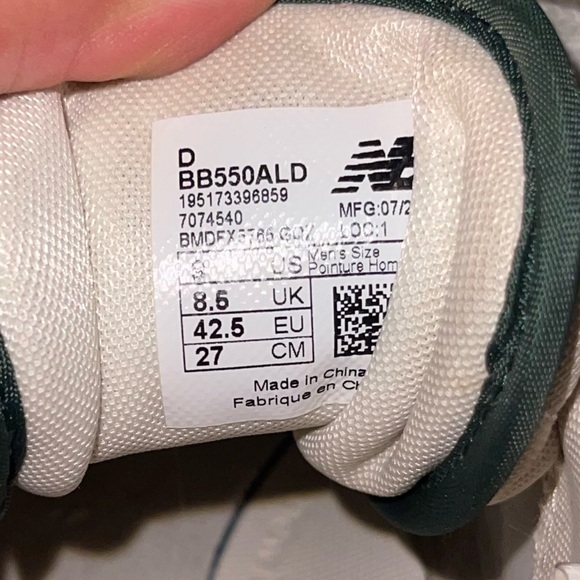 D
BB550ALD
195173396859
7074540
MFG:07/2
LOC:1
9 US
Men's Size
Pointure Hom
8.5 UK
42.5 EU
27 CM
Made in China
Fabrique en Ch